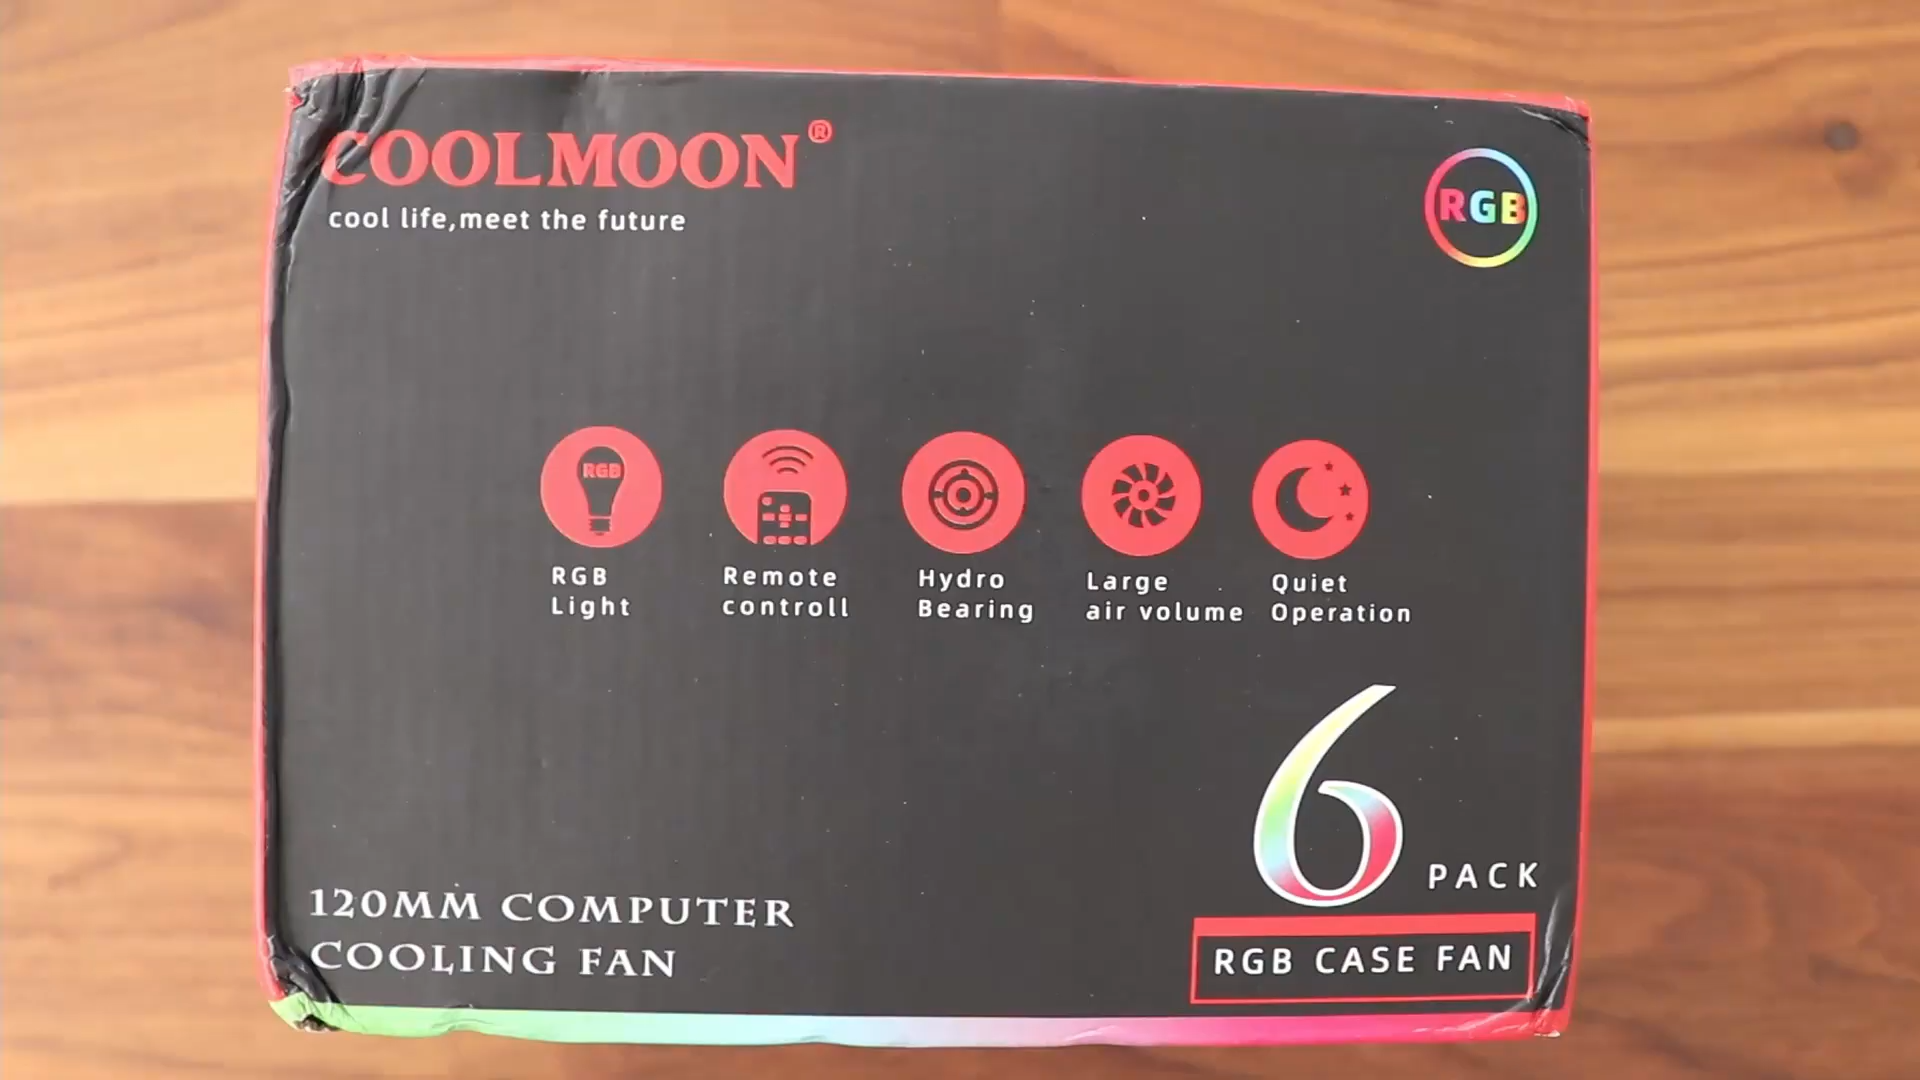 COOLMOON®
cool life,meet the future
RGB
RGB
RGB
Light
Remote
controll
Hydro
Bearing
Large
air volume
Quiet
Operation
6 PACK
RGB CASE FAN
120MM COMPUTER
COOLING FAN